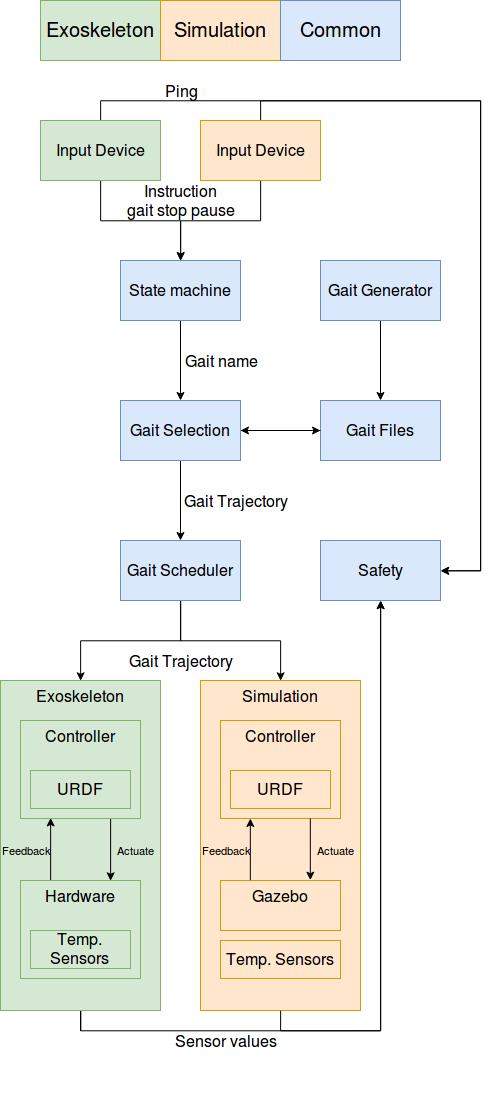 Exoskeleton Simulation Common
Ping
Input Device Input Device
Instruction
gait stop pause
State machine Gait Generator
Gait name
Gait Selection Gait Files
Gait Trajectory
Gait Scheduler Safety
Gait Trajectory
Exoskeleton Simulation
Controller Controller
URDF URDF
Feedback Actuate Feedback Actuate
Hardware Gazebo
Temp.
Sensors
Temp. Sensors
Sensor values